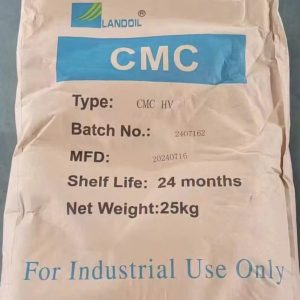 LANDOIL ®
CMC
Type: CMC HV
Batch No.: 2407162
MFD: 20240716
Shelf Life: 24 months
Net Weight:25kg
For Industrial Use Only